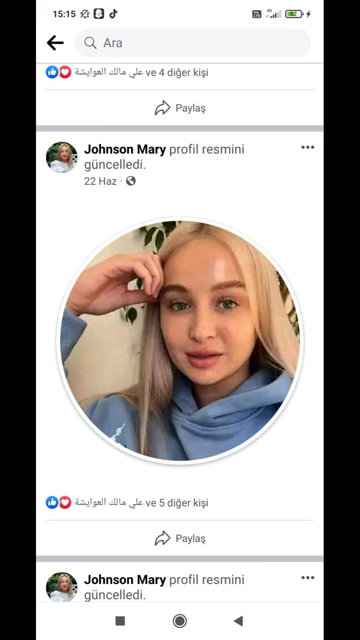 15:15
Ara
علي مالك العوايشة ve 4 diğer kişi
Paylaş
Johnson Mary profil resmini
güncelledi.
22 Haz ·
علي مالك العوايشة ve 5 diğer kişi
Paylaş
Johnson Mary profil resmini
güncelledi.